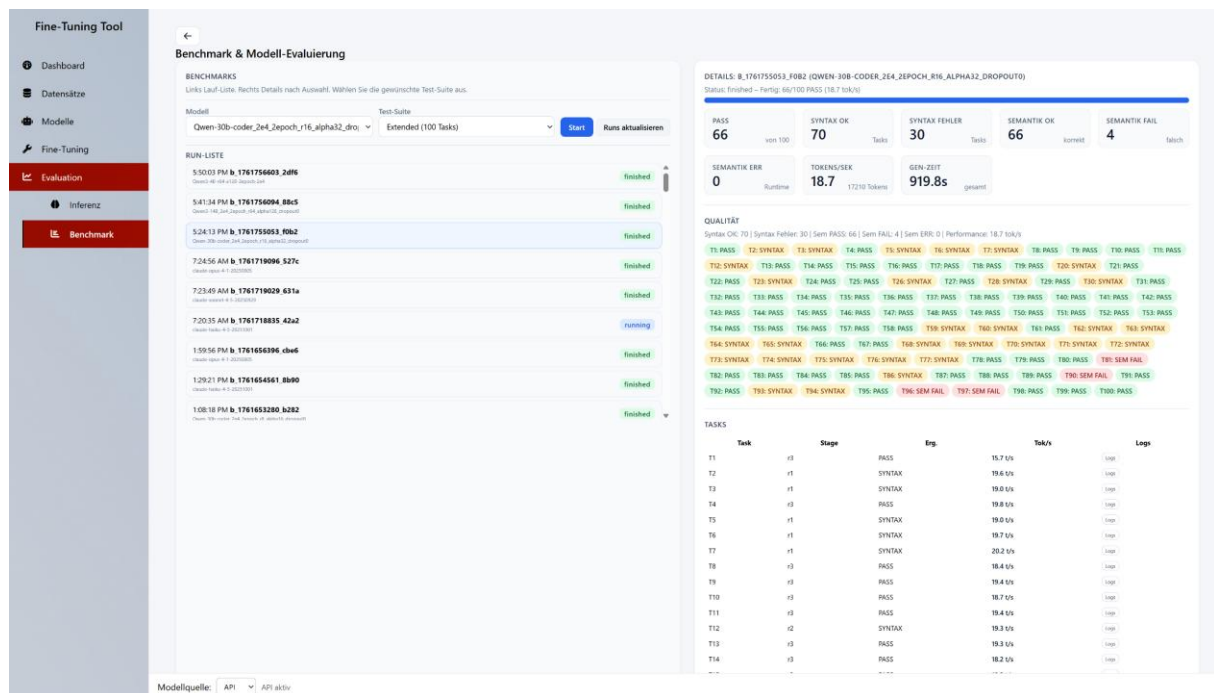 Fine-Tuning Tool
Dashboard
Datensätze
Modelle
Fine-Tuning
Evaluation
Inferenz
Benchmark
←
Benchmark & Modell-Evaluierung
BENCHMARKS
Links Lauf-Liste. Rechts Details nach Auswahl. Wählen Sie die gewünschte Test-Suite aus.
Modell Test-Suite
Qwen-30b-coder_2e4_2epoch_r16_alpha32_dro Extended (100 Tasks) Start Runs aktualisieren
RUN-LISTE
5:50:03 PM b_1761756603_2df6 finished
5:41:34 PM b_1761756094_88c5 finished
5:24:13 PM b_1761755053_f0b2 finished
Qwen-30b-coder_2e4_2epoch_r16_alpha32_dropout0
7:24:56 AM b_1761719096_527c finished
7:23:49 AM b_1761719029_631a finished
7:20:35 AM b_1761718835_42a2 running
1:59:56 PM b_1761656396_cbe6 finished
1:29:21 PM b_1761654561_8b90 finished
1:08:18 PM b_1761653280_b282 finished
DETAILS: B_1761755053_F0B2 (QWEN-30B-CODER_2E4_2EPOCH_R16_ALPHA32_DROPOUT0)
Status: finished – Fertig: 66/100 PASS (18.7 tok/s)
PASS SYNTAX OK SYNTAX FEHLER SEMANTIK OK SEMANTIK FAIL
66 von 100 70 Tasks 30 Tasks 66 korrekt 4 falsch
SEMANTIK ERR TOKENS/SEK GEN-ZEIT
0 Runtime 18.7 17210 Tokens 919.8s gesamt
QUALITÄT
Syntax OK: 70 | Syntax Fehler: 30 | Sem PASS: 66 | Sem FAIL: 4 | Sem ERR: 0 | Performance: 18.7 tok/s
T1: PASS T2: SYNTAX T3: SYNTAX T4: PASS T5: SYNTAX T6: SYNTAX T7: SYNTAX T8: PASS T9: PASS T10: PASS T11: PASS
T12: SYNTAX T13: PASS T14: PASS T15: PASS T16: PASS T17: PASS T18: PASS T19: PASS T20: SYNTAX T21: PASS
T22: PASS T23: SYNTAX T24: PASS T25: PASS T26: SYNTAX T27: PASS T28: SYNTAX T29: PASS T30: SYNTAX T31: PASS
T32: PASS T33: PASS T34: PASS T35: PASS T36: PASS T37: PASS T38: PASS T39: PASS T40: PASS T41: PASS T42: PASS
T43: PASS T44: PASS T45: PASS T46: PASS T47: PASS T48: PASS T49: PASS T50: PASS T51: PASS T52: PASS T53: PASS
T54: PASS T55: PASS T56: PASS T57: PASS T58: PASS T59: SYNTAX T60: SYNTAX T61: PASS T62: SYNTAX T63: SYNTAX
T64: SYNTAX T65: SYNTAX T66: PASS T67: PASS T68: SYNTAX T69: SYNTAX T70: SYNTAX T71: SYNTAX T72: SYNTAX
T73: SYNTAX T74: SYNTAX T75: SYNTAX T76: SYNTAX T77: SYNTAX T78: PASS T79: PASS T80: PASS T81: SEM FAIL
T82: PASS T83: PASS T84: PASS T85: PASS T86: SYNTAX T87: PASS T88: PASS T89: PASS T90: SEM FAIL T91: PASS
T92: PASS T93: SYNTAX T94: SYNTAX T95: PASS T96: SEM FAIL T97: SEM FAIL T98: PASS T99: PASS T100: PASS
TASKS
Task Stage Erg. Tok/s Logs
T1 r3 PASS 15.7 t/s Logs
T2 r1 SYNTAX 19.6 t/s Logs
T3 r1 SYNTAX 19.0 t/s Logs
T4 r3 PASS 19.8 t/s Logs
T5 r1 SYNTAX 19.0 t/s Logs
T6 r1 SYNTAX 19.7 t/s Logs
T7 r1 SYNTAX 20.2 t/s Logs
T8 r3 PASS 18.4 t/s Logs
T9 r3 PASS 19.4 t/s Logs
T10 r3 PASS 18.7 t/s Logs
T11 r3 PASS 19.4 t/s Logs
T12 r2 SYNTAX 19.3 t/s Logs
T13 r3 PASS 19.3 t/s Logs
T14 r3 PASS 18.2 t/s Logs
Modellquelle: API API aktiv